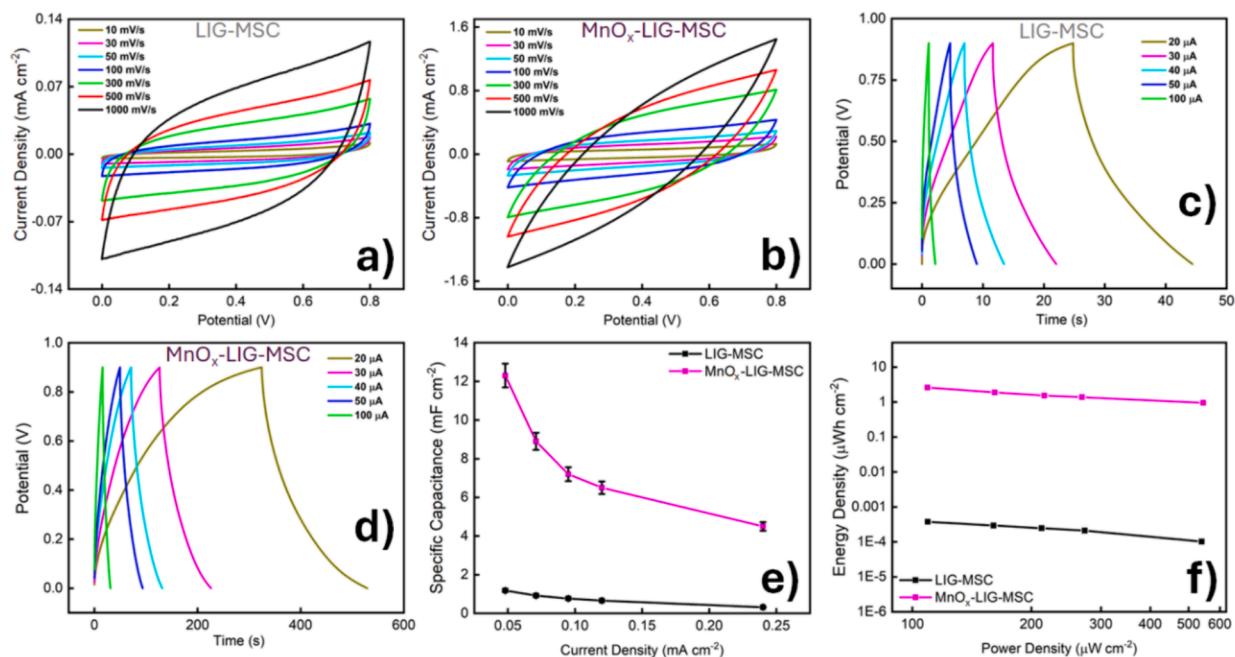 LIG-MSC
0.14
0.07
0.00
-0.07
-0.14
Current Density (mA cm⁻²)
10 mV/s
30 mV/s
50 mV/s
100 mV/s
300 mV/s
500 mV/s
1000 mV/s
a)
0.0 0.2 0.4 0.6 0.8
Potential (V)
MnOₓ-LIG-MSC
1.6
0.8
0.0
-0.8
-1.6
Current Density (mA cm⁻²)
10 mV/s
30 mV/s
50 mV/s
100 mV/s
300 mV/s
500 mV/s
1000 mV/s
b)
0.0 0.2 0.4 0.6 0.8
Potential (V)
LIG-MSC
1.00
0.75
0.50
0.25
0.00
Potential (V)
20 μA
30 μA
40 μA
50 μA
100 μA
c)
0 10 20 30 40 50
Time (s)
MnOₓ-LIG-MSC
1.0
0.8
0.6
0.4
0.2
0.0
Potential (V)
20 μA
30 μA
40 μA
50 μA
100 μA
d)
0 200 400 600
Time (s)
14
12
10
8
6
4
2
0
Specific Capacitance (mF cm⁻²)
LIG-MSC
MnOₓ-LIG-MSC
e)
0.05 0.10 0.15 0.20 0.25
Current Density (mA cm⁻²)
10
1
0.1
0.01
0.001
1E-4
1E-5
1E-6
Energy Density (μWh cm⁻²)
LIG-MSC
MnOₓ-LIG-MSC
f)
100 200 300 400 500 600
Power Density (μW cm⁻²)